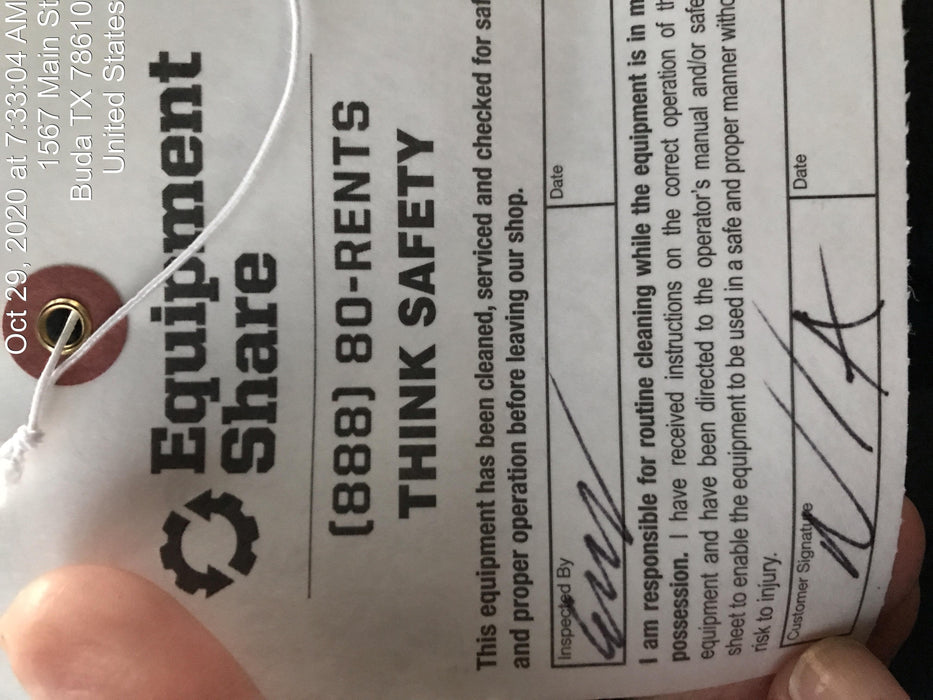 Oct 29, 2020 at 7:33:04 AM
1567 Main St
Buda TX 78610
United States
Equipment
Share
(888) 80-RENTS
THINK SAFETY
This equipment has been cleaned, serviced and checked for saf
and proper operation before leaving our shop.
Inspected By
Date
I am responsible for routine cleaning while the equipment is in m
possession. I have received instructions on the correct operation of th
equipment and have been directed to the operator's manual and/or safe
sheet to enable the equipment to be used in a safe and proper manner witho
risk to injury.
Customer Signature
Date
N/A